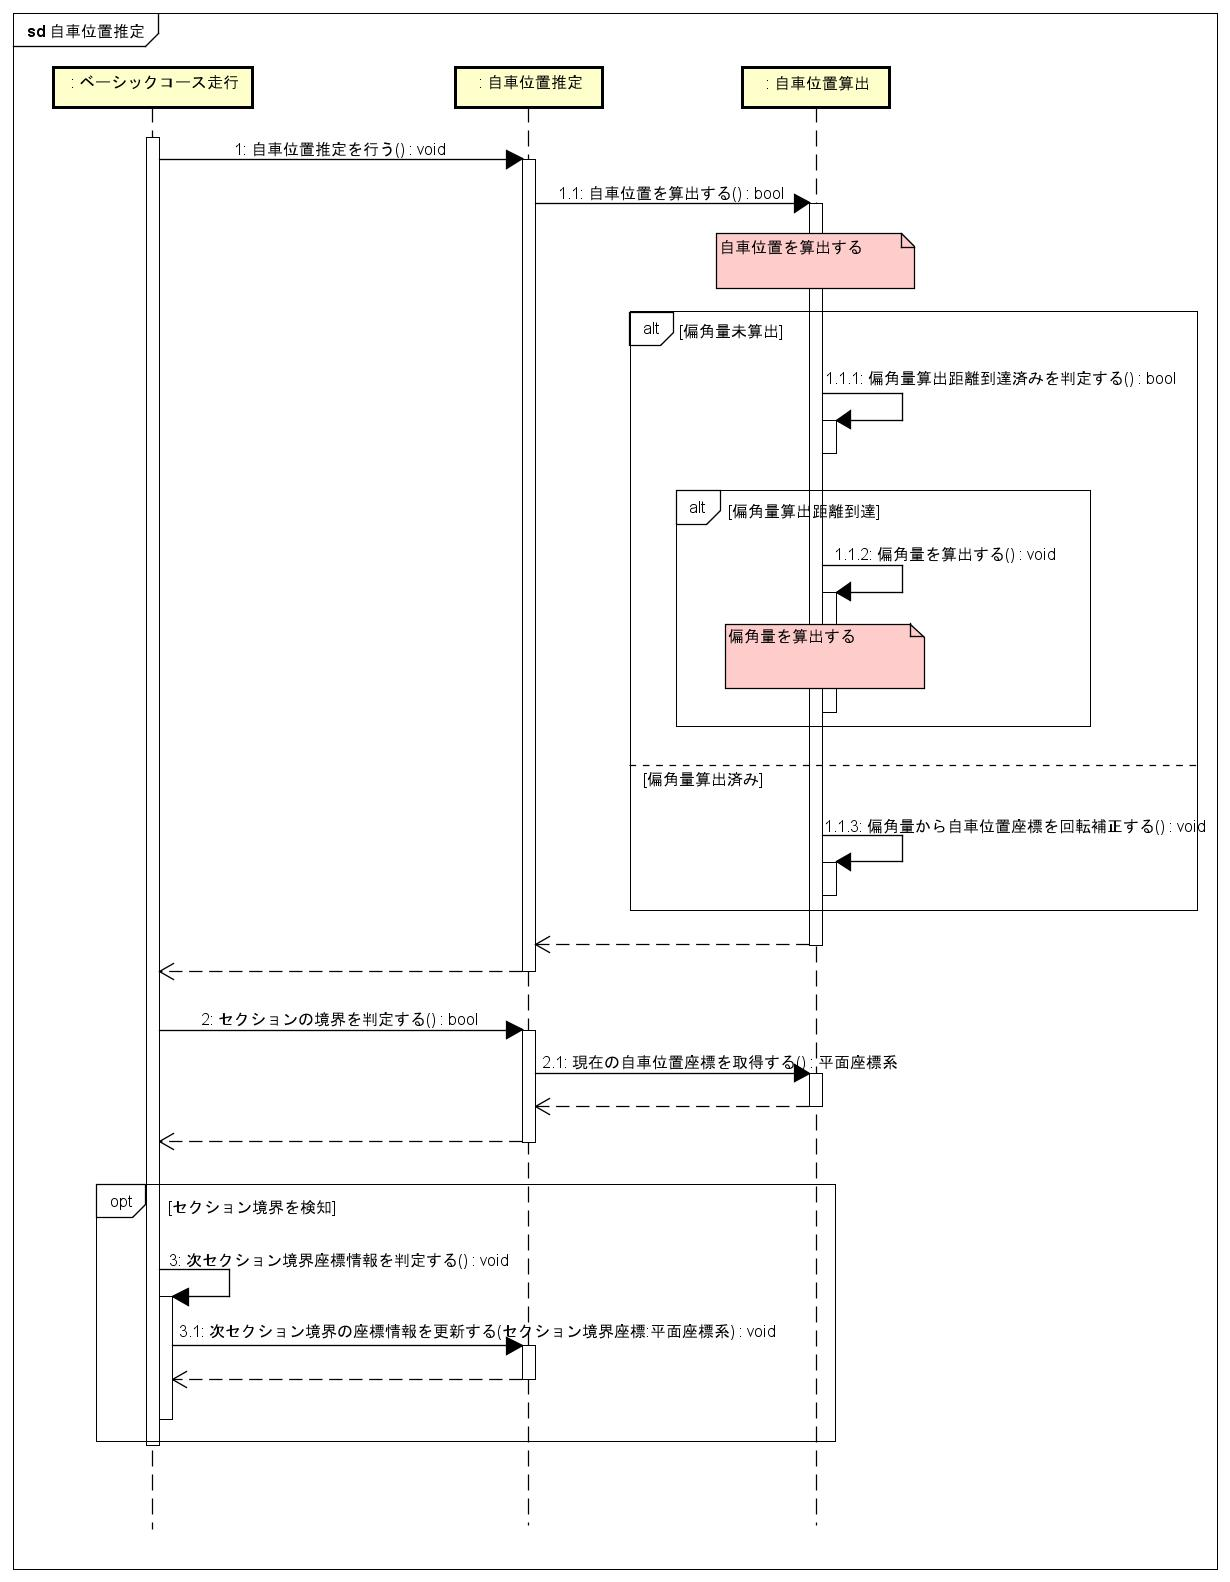 sd 自車位置推定
: ベーシックコース走行
: 自車位置推定
: 自車位置算出
1: 自車位置推定を行う() : void
1.1: 自車位置を算出する() : bool
自車位置を算出する
alt
[偏角量未算出]
1.1.1: 偏角量算出距離到達済みを判定する() : bool
alt
[偏角量算出距離到達]
1.1.2: 偏角量を算出する() : void
偏角量を算出する
[偏角量算出済み]
1.1.3: 偏角量から自車位置座標を回転補正する() : void
2: セクションの境界を判定する() : bool
2.1: 現在の自車位置座標を取得する() : 平面座標系
opt
[セクション境界を検知]
3: 次セクション境界座標情報を判定する() : void
3.1: 次セクション境界の座標情報を更新する(セクション境界座標:平面座標系) : void